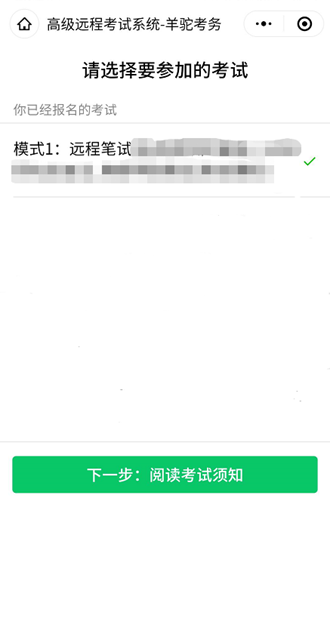 高级远程考试系统-羊驼考务
请选择要参加的考试
你已经报名的考试
模式1：远程笔试
下一步：阅读考试须知